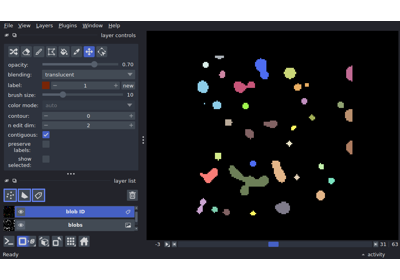 File View Layers Plugins Window Help
layer controls
opacity: 0.70
blending: translucent
label: 1 new
brush size: 10
color mode: auto
contour: 0
n edit dim: 2
contiguous:
preserve labels:
show selected:
layer list
blob ID
blobs
-3 31 63
Ready activity